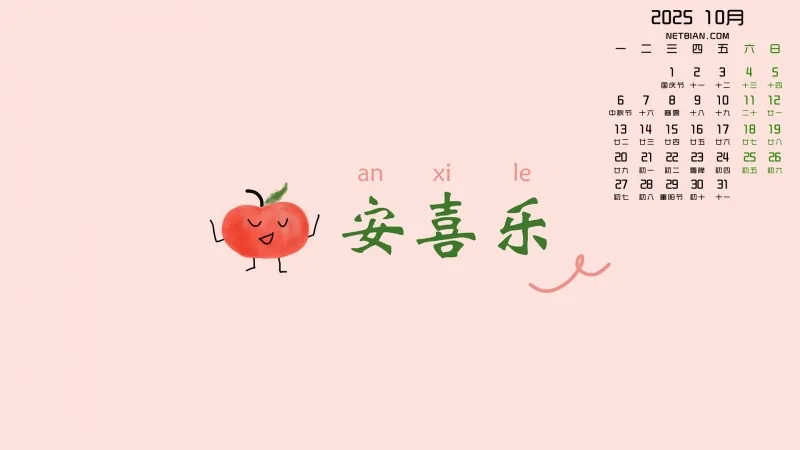 2025 10月
NETBIAN.COM
一 二 三 四 五 六 日
1 2 3 4 5
国庆节 十一 十二 十三 十四
6 7 8 9 10 11 12
中秋节 十六 寒露 十八 十九 二十 廿一
13 14 15 16 17 18 19
廿二 廿三 廿四 廿五 廿六 廿七 廿八
20 21 22 23 24 25 26
廿九 初一 初二 霜降 初四 初五 初六
27 28 29 30 31
初七 初八 重阳节 初十 十一
an xi le
安喜乐